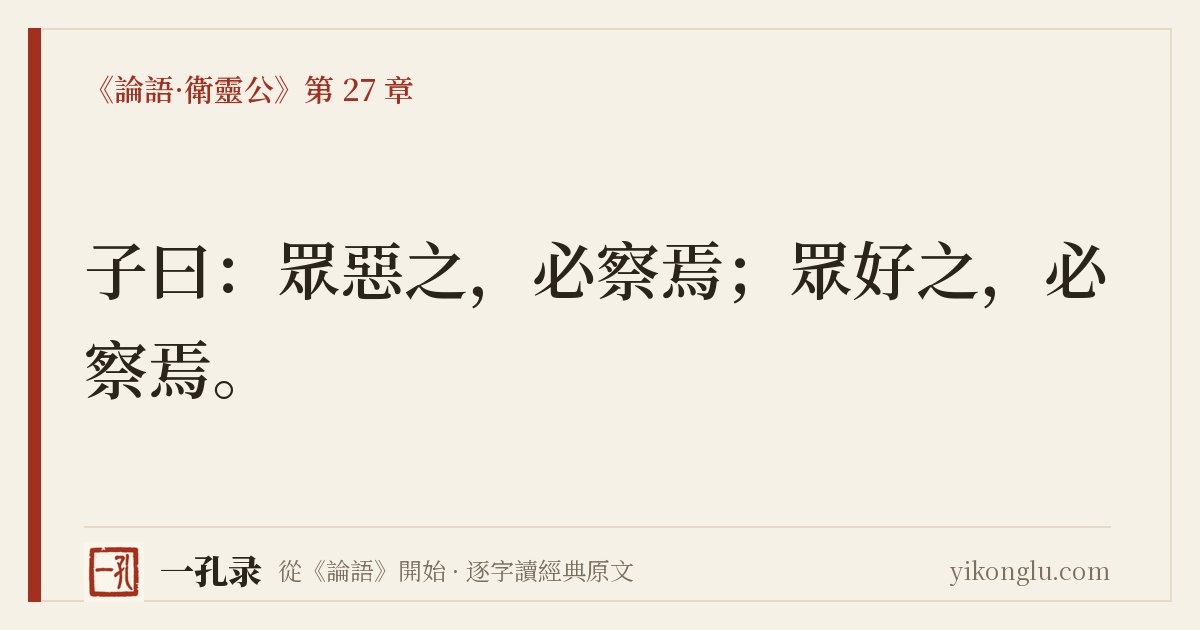 《論語·衛靈公》第 27 章
子曰：眾惡之，必察焉；眾好之，必
察焉。
一孔
一孔录 從《論語》開始 · 逐字讀經典原文 yikonglu.com